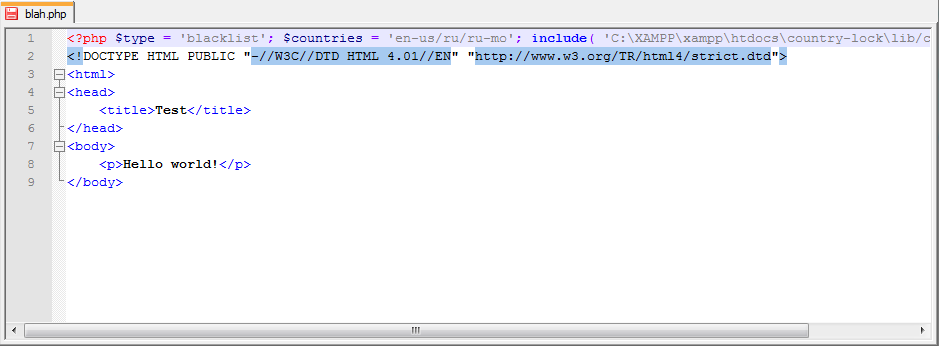 blah.php
1 <?php $type = 'blacklist'; $countries = 'en-us/ru/ru-mo'; include( 'C:\XAMPP\xampp\htdocs\country-lock\lib/c
2 <!DOCTYPE HTML PUBLIC "-//W3C//DTD HTML 4.01//EN" "http://www.w3.org/TR/html4/strict.dtd">
3 <html>
4 <head>
5 <title>Test</title>
6 </head>
7 <body>
8 <p>Hello world!</p>
9 </body>